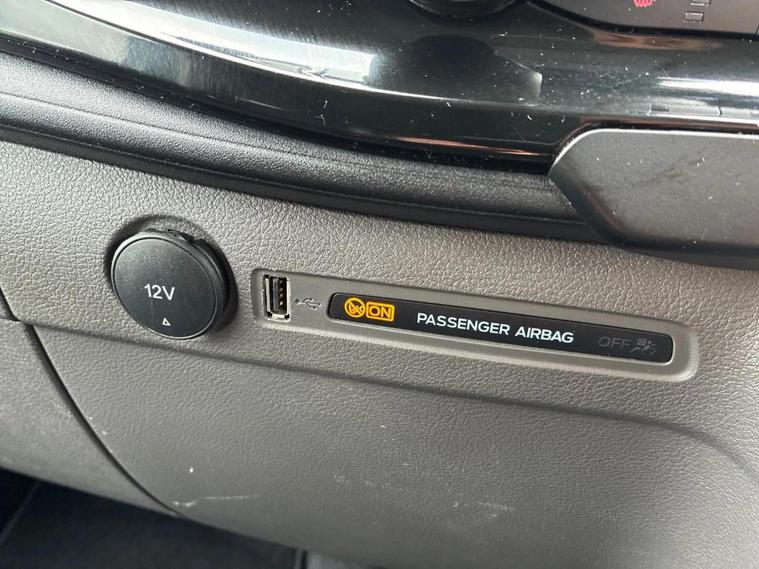 12V
ON PASSENGER AIRBAG OFF